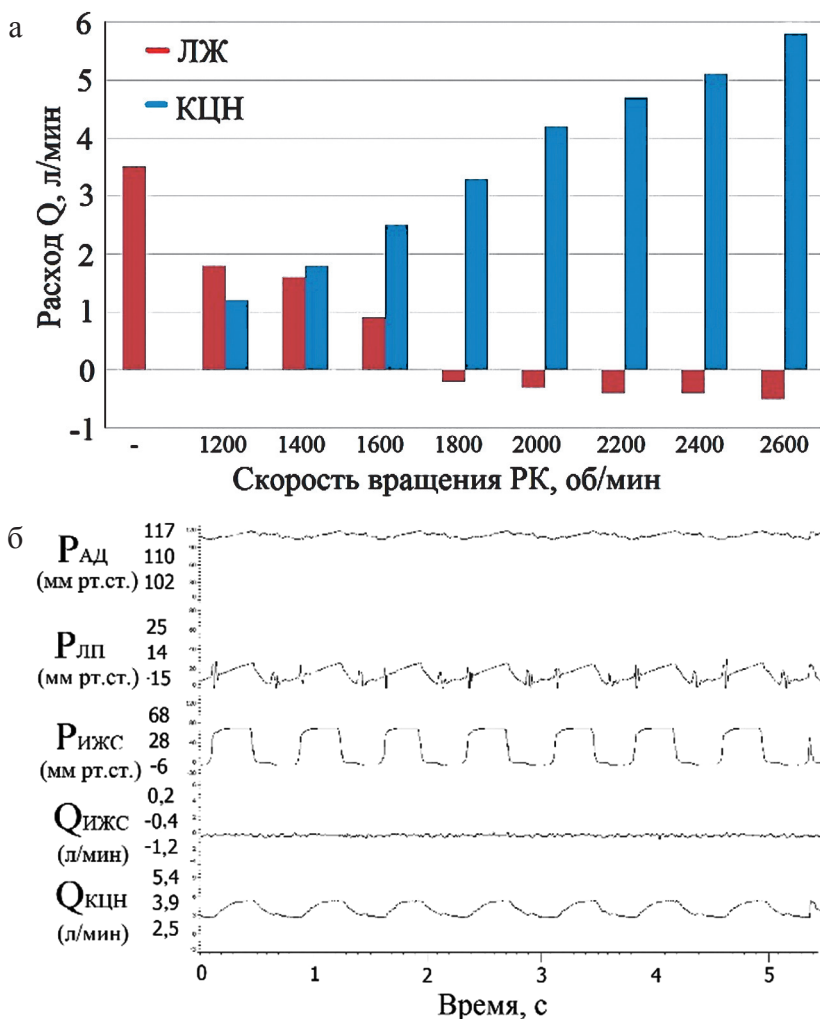 а
6
5
4
3
2
1
0
-1
ЛЖ
КЦН
Расход Q, л/мин
- 1200 1400 1600 1800 2000 2200 2400 2600
Скорость вращения РК, об/мин
б
PАД
(мм рт.ст.)
117
110
102
PЛП
(мм рт.ст.)
25
14
-15
PИЖС
(мм рт.ст.)
68
28
-6
QИЖС
(л/мин)
0,2
-0,4
-1,2
QКЦН
(л/мин)
5,4
3,9
2,5
0 1 2 3 4 5
Время, с